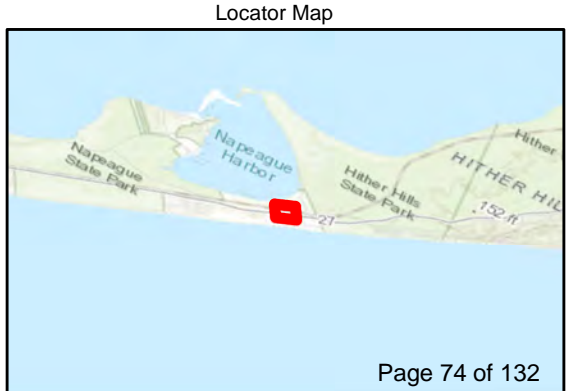 Locator Map
Napeague
Harbor
Napeague
State Park
Hither Hills
State Park
Hither
HITHER HIL
152 ft
27
Page 74 of 132